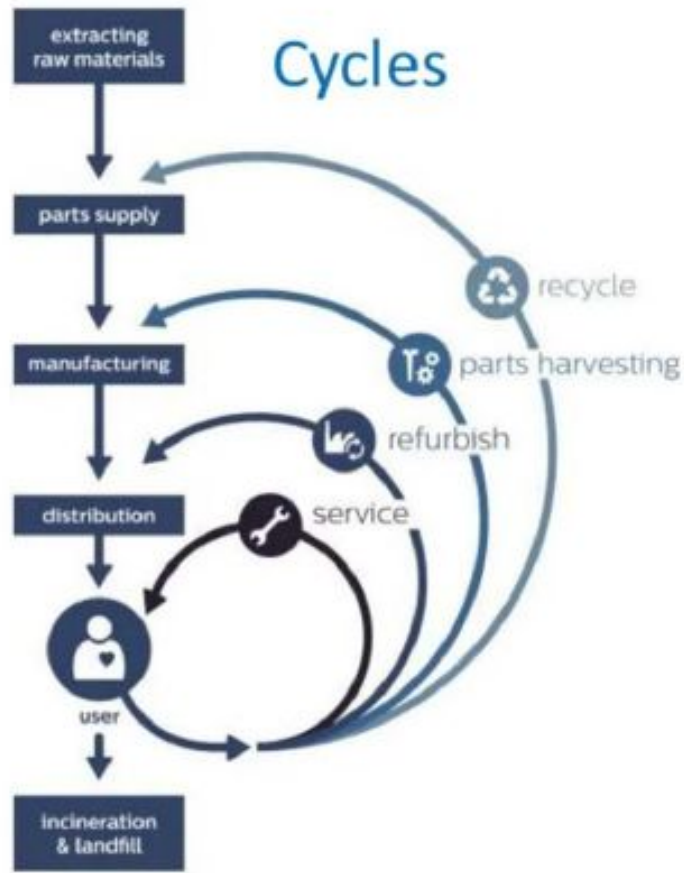 extracting
raw materials
Cycles
parts supply
recycle
manufacturing
parts harvesting
refurbish
distribution
service
user
incineration
& landfill